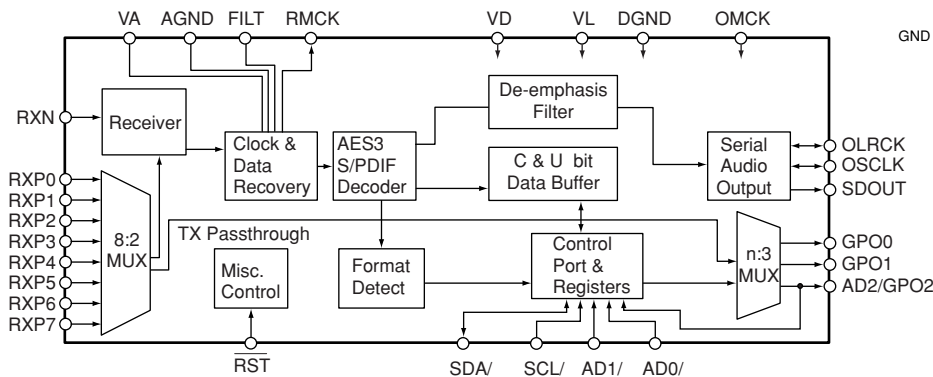 VA AGND FILT RMCK VD VL DGND OMCK
GND
RXN
Receiver
Clock &
Data
Recovery
AES3
S/PDIF
Decoder
De-emphasis
Filter
C & U bit
Data Buffer
Serial
Audio
Output
OLRCK
OSCLK
SDOUT
RXP0
RXP1
RXP2
RXP3
RXP4
RXP5
RXP6
RXP7
8:2
MUX
TX Passthrough
Misc.
Control
Format
Detect
Control
Port &
Registers
n:3
MUX
GPO0
GPO1
AD2/GPO2
RST
SDA/ SCL/ AD1/ AD0/